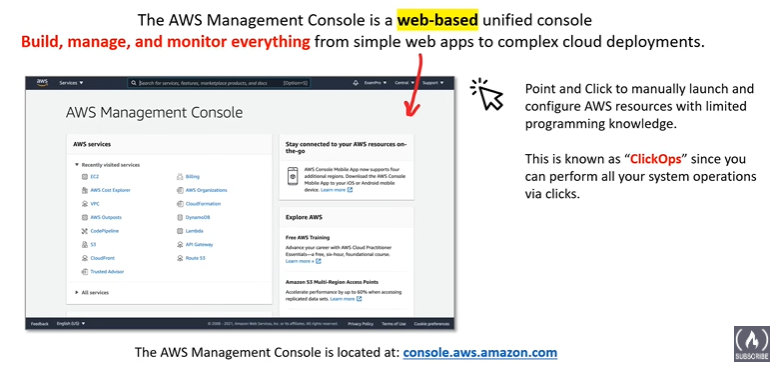 The AWS Management Console is a web-based unified console
Build, manage, and monitor everything from simple web apps to complex cloud deployments.
aws
Services
Search for services, features, marketplace products, and docs
[Option+S]
ExamPro
Central
Support
AWS Management Console
AWS services
Recently visited services
EC2
Billing
AWS Cost Explorer
AWS Organizations
VPC
CloudFormation
AWS Outposts
DynamoDB
CodePipeline
Lambda
S3
API Gateway
CloudFront
Route 53
Trusted Advisor
All services
Stay connected to your AWS resources on-
the-go
AWS Console Mobile App now supports four
additional regions. Download the AWS Console
Mobile App to your iOS or Android mobile
device. Learn more
Explore AWS
Free AWS Training
Advance your career with AWS Cloud Practitioner
Essentials—a free, six-hour, foundational course.
Learn more
Amazon S3 Multi-Region Access Points
Accelerate performance by up to 60% when accessing
replicated data sets. Learn more
Feedback
English (US)
© 2008 - 2021, Amazon Web Services, Inc. or its affiliates. All rights reserved.
Privacy Policy
Terms of Use
Cookie preferences
Point and Click to manually launch and
configure AWS resources with limited
programming knowledge.
This is known as “ClickOps” since you
can perform all your system operations
via clicks.
The AWS Management Console is located at: console.aws.amazon.com
SUBSCRIBE